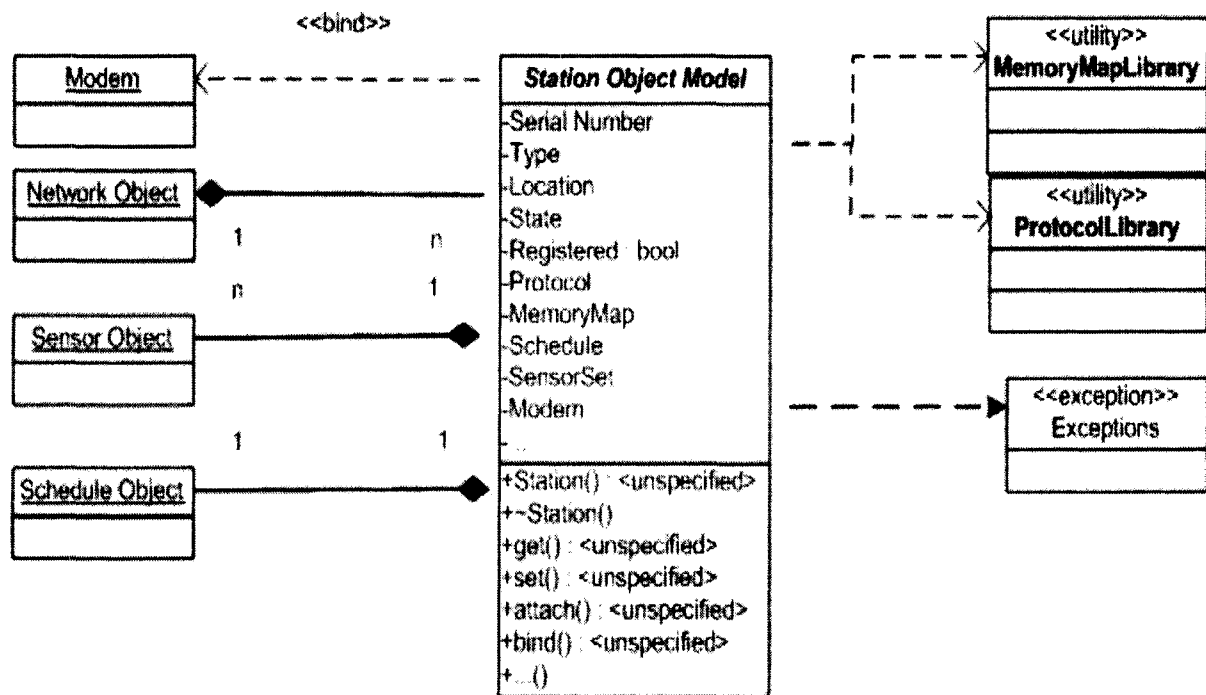 <<bind>>
Modem
Network Object
1 n
n 1
Sensor Object
1 1
Schedule Object
Station Object Model
-Serial Number
-Type
-Location
-State
-Registered : bool
-Protocol
-MemoryMap
-Schedule
-SensorSet
-Modem
-...
+Station() : <unspecified>
+~Station()
+get() : <unspecified>
+set() : <unspecified>
+attach() : <unspecified>
+bind() : <unspecified>
+...()
<<utility>>
MemoryMapLibrary
<<utility>>
ProtocolLibrary
<<exception>>
Exceptions